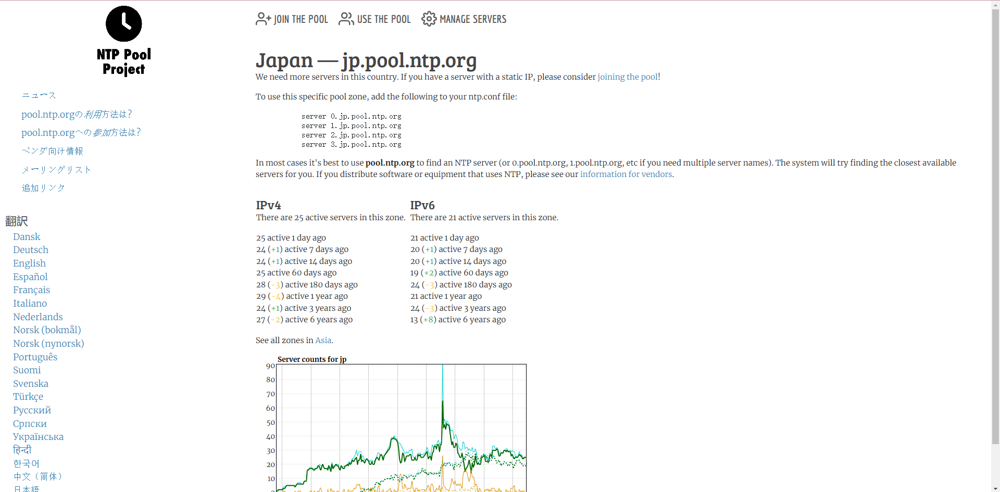 NTP Pool
Project
ニュース
pool.ntp.orgの利用方法は?
pool.ntp.orgへの参加方法は?
ベンダ向け情報
メーリングリスト
追加リンク
翻訳
Dansk
Deutsch
English
Español
Français
Italiano
Nederlands
Norsk (bokmål)
Norsk (nynorsk)
Português
Suomi
Svenska
Türkçe
Русский
Српски
Українська
हिन्दी
한국어
中文（简体）
日本語
JOIN THE POOL USE THE POOL MANAGE SERVERS
Japan — jp.pool.ntp.org
We need more servers in this country. If you have a server with a static IP, please consider joining the pool!
To use this specific pool zone, add the following to your ntp.conf file:
server 0.jp.pool.ntp.org
server 1.jp.pool.ntp.org
server 2.jp.pool.ntp.org
server 3.jp.pool.ntp.org
In most cases it's best to use pool.ntp.org to find an NTP server (or 0.pool.ntp.org, 1.pool.ntp.org, etc if you need multiple server names). The system will try finding the closest available
servers for you. If you distribute software or equipment that uses NTP, please see our information for vendors.
IPv4
There are 25 active servers in this zone.
25 active 1 day ago
24 (+1) active 7 days ago
24 (+1) active 14 days ago
25 active 60 days ago
28 (-3) active 180 days ago
29 (-4) active 1 year ago
24 (+1) active 3 years ago
27 (-2) active 6 years ago
IPv6
There are 21 active servers in this zone.
21 active 1 day ago
20 (+1) active 7 days ago
20 (+1) active 14 days ago
19 (+2) active 60 days ago
24 (-3) active 180 days ago
21 active 1 year ago
24 (-3) active 3 years ago
13 (+8) active 6 years ago
See all zones in Asia.
Server counts for jp
90
80
70
60
50
40
30
20
10
0